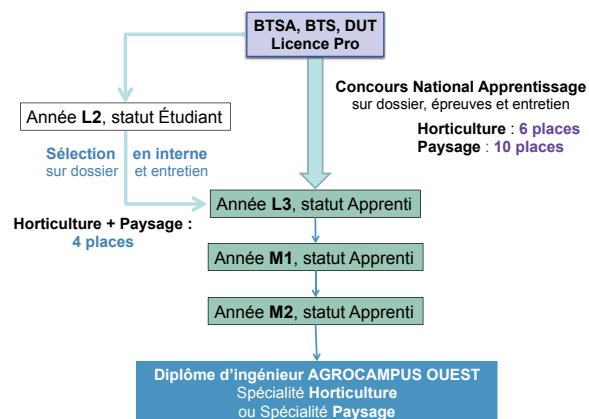 BTSA, BTS, DUT
Licence Pro
Concours National Apprentissage
sur dossier, épreuves et entretien
Horticulture : 6 places
Paysage : 10 places
Année L2, statut Étudiant
Sélection en interne
sur dossier et entretien
Année L3, statut Apprenti
Horticulture + Paysage :
4 places
Année M1, statut Apprenti
Année M2, statut Apprenti
Diplôme d'ingénieur AGROCAMPUS OUEST
Spécialité Horticulture
ou Spécialité Paysage